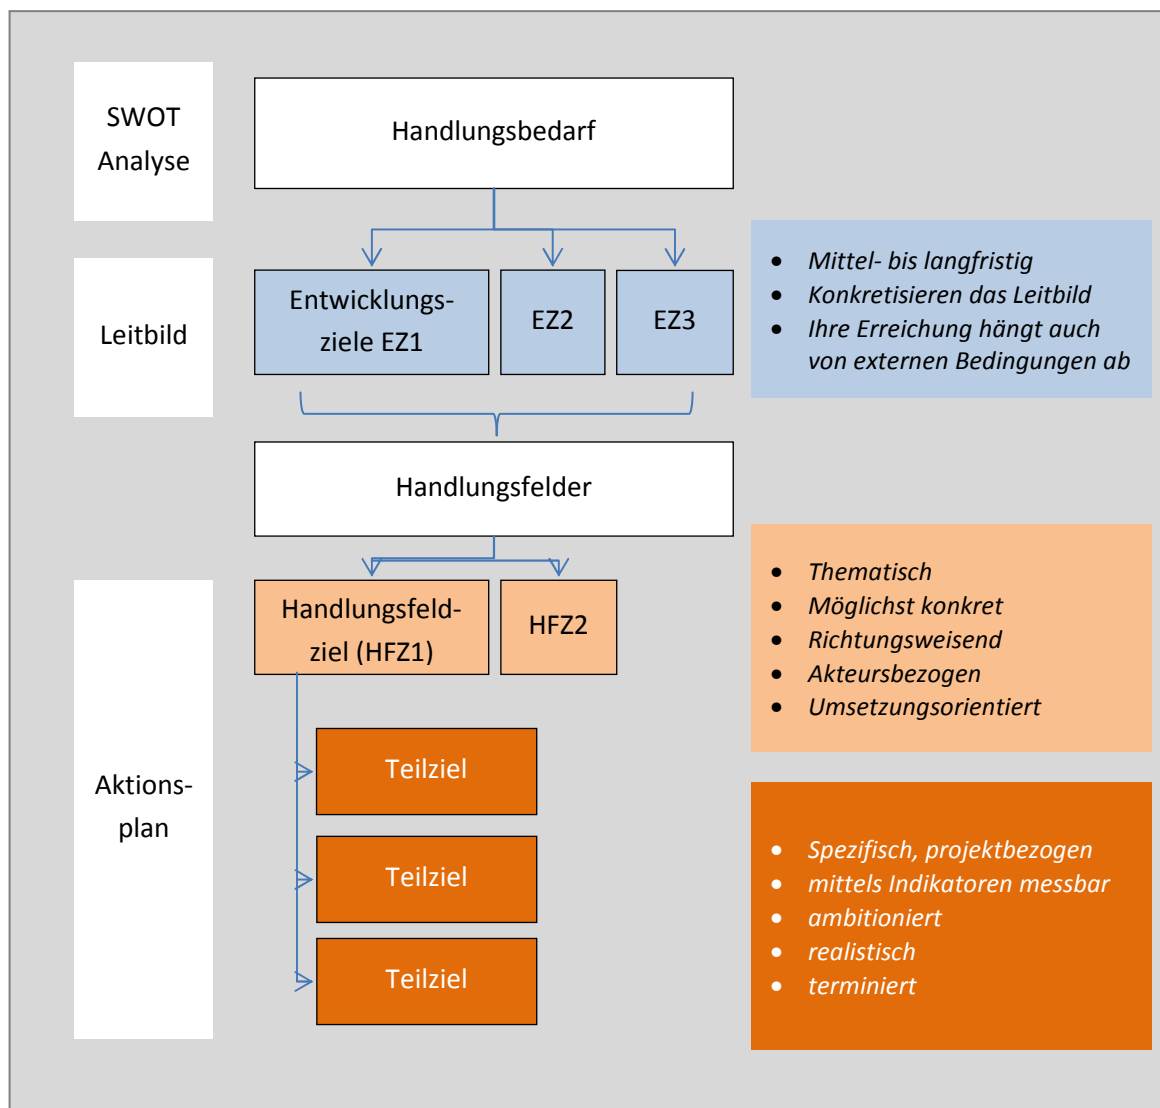 SWOT
Analyse
Handlungsbedarf
Leitbild
Entwicklungs-
ziele EZ1
EZ2
EZ3
• Mittel- bis langfristig
• Konkretisieren das Leitbild
• Ihre Erreichung hängt auch
von externen Bedingungen ab
Handlungsfelder
Aktions-
plan
Handlungsfeld-
ziel (HFZ1)
HFZ2
• Thematisch
• Möglichst konkret
• Richtungsweisend
• Akteursbezogen
• Umsetzungsorientiert
Teilziel
Teilziel
Teilziel
• Spezifisch, projektbezogen
• mittels Indikatoren messbar
• ambitioniert
• realistisch
• terminiert